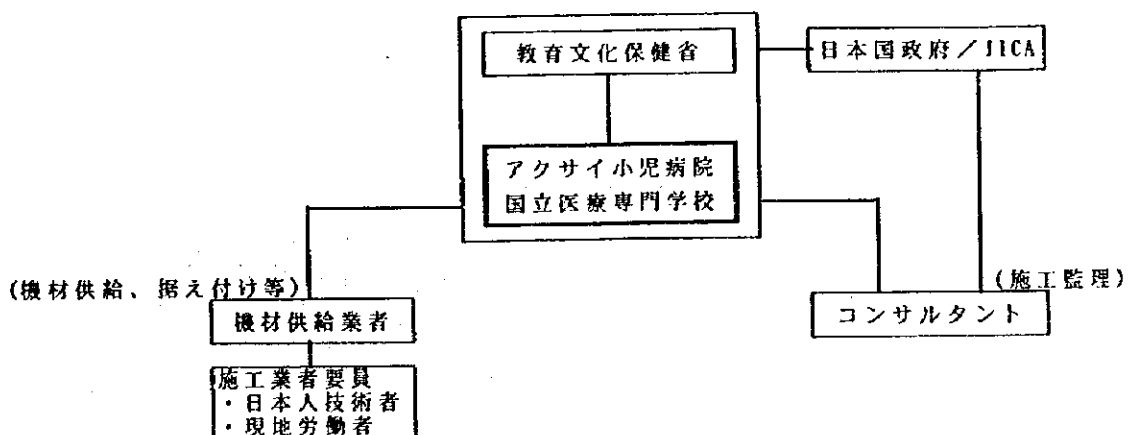 教育文化保健省
日本国政府／JICA
アクサイ小児病院
国立医療専門学校
(機材供給、据え付け等)
(施工監理)
機材供給業者
コンサルタント
施工業者要員
・日本人技術者
・現地労働者